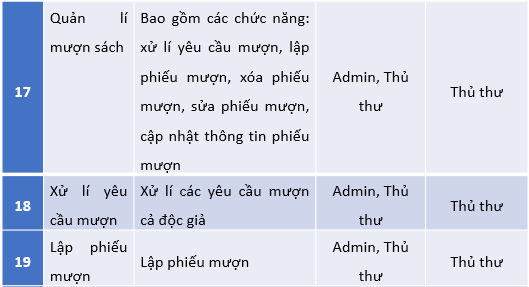 17
Quản lí
mượn sách
Bao gồm các chức năng:
xử lí yêu cầu mượn, lập
phiếu mượn, xóa phiếu
mượn, sửa phiếu mượn,
cập nhật thông tin phiếu
mượn
Admin, Thủ
thư
Thủ thư
18
Xử lí yêu
cầu mượn
Xử lí các yêu cầu mượn
cả độc giả
Admin, Thủ
thư
Thủ thư
19
Lập phiếu
mượn
Lập phiếu mượn
Admin, Thủ
thư
Thủ thư